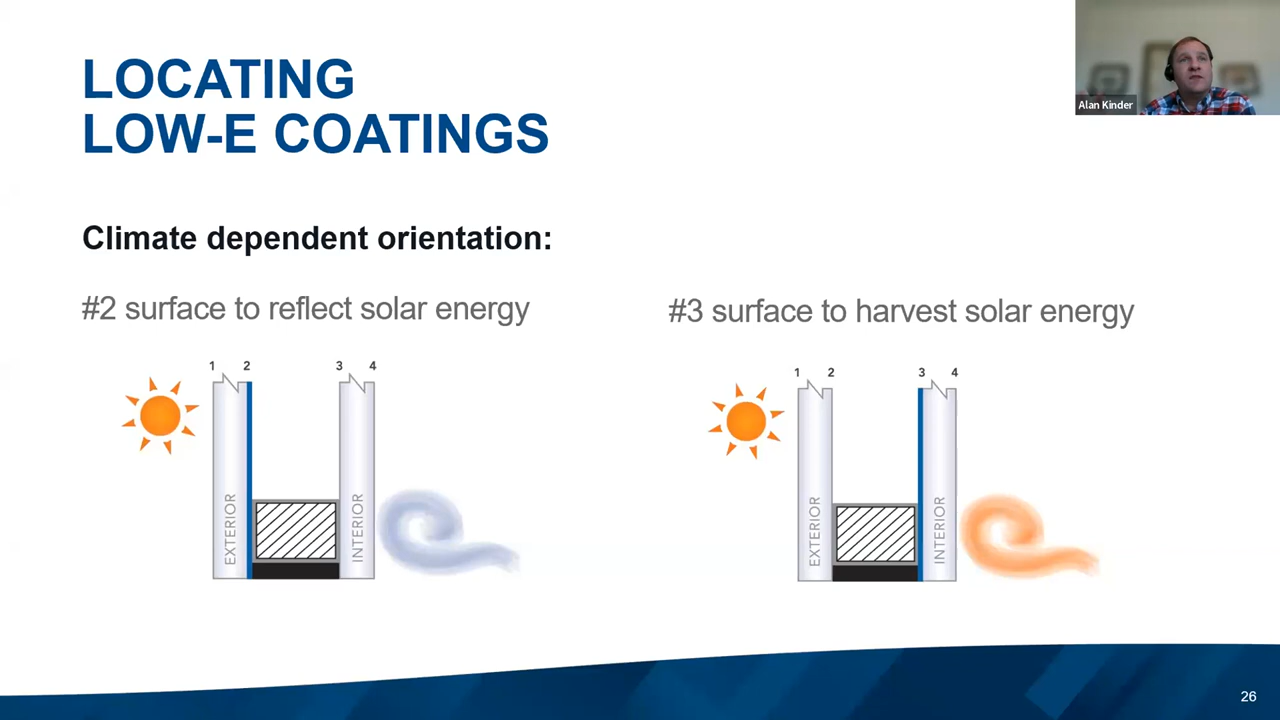 LOCATING
LOW-E COATINGS
Alan Kinder
Climate dependent orientation:
#2 surface to reflect solar energy
#3 surface to harvest solar energy
1 2 3 4
EXTERIOR
INTERIOR
1 2 3 4
EXTERIOR
INTERIOR
26